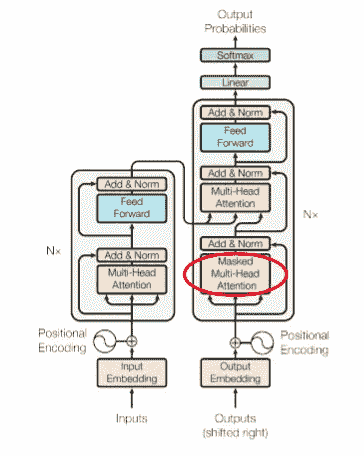 Output
Probabilities
Softmax
Linear
Add & Norm
Feed
Forward
Add & Norm
Multi-Head
Attention
Nx
Add & Norm
Masked
Multi-Head
Attention
Positional
Encoding
Output
Embedding
Outputs
(shifted right)
Add & Norm
Feed
Forward
Nx
Add & Norm
Multi-Head
Attention
Positional
Encoding
Input
Embedding
Inputs